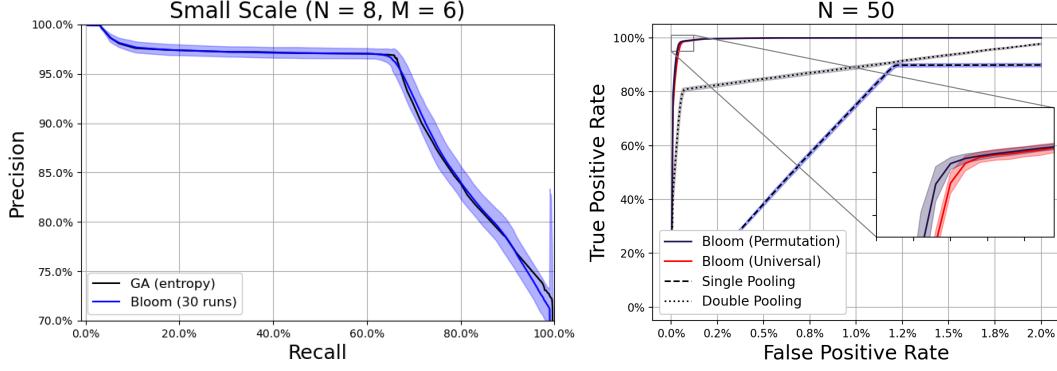 Small Scale (N = 8, M = 6)
100.0%
95.0%
90.0%
85.0%
80.0%
75.0%
70.0%
Precision
GA (entropy)
Bloom (30 runs)
0.0%
20.0%
40.0%
60.0%
80.0%
100.0%
Recall
N = 50
100%
80%
60%
40%
20%
0%
True Positive Rate
Bloom (Permutation)
Bloom (Universal)
Single Pooling
Double Pooling
0.0%
0.2%
0.5%
0.8%
1.0%
1.2%
1.5%
1.8%
2.0%
False Positive Rate